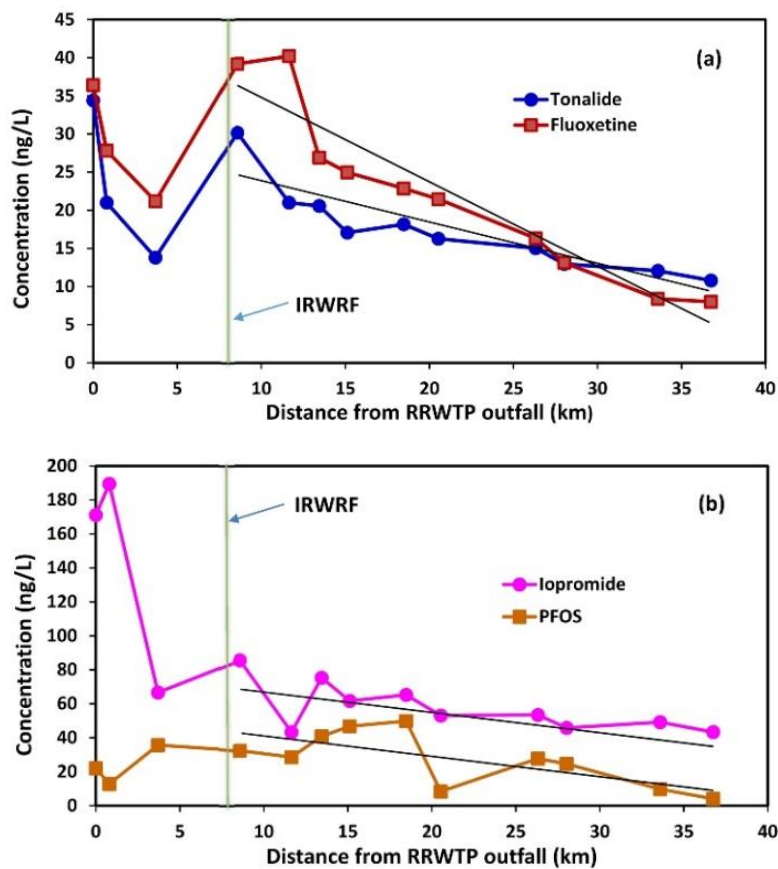 45
40
35
30
25
20
15
10
5
0
Concentration (ng/L)
(a)
Tonalide
Fluoxetine
IRWRF
0 5 10 15 20 25 30 35 40
Distance from RRWTP outfall (km)
200
180
160
140
120
100
80
60
40
20
0
Concentration (ng/L)
(b)
IRWRF
Iopromide
PFOS
0 5 10 15 20 25 30 35 40
Distance from RRWTP outfall (km)